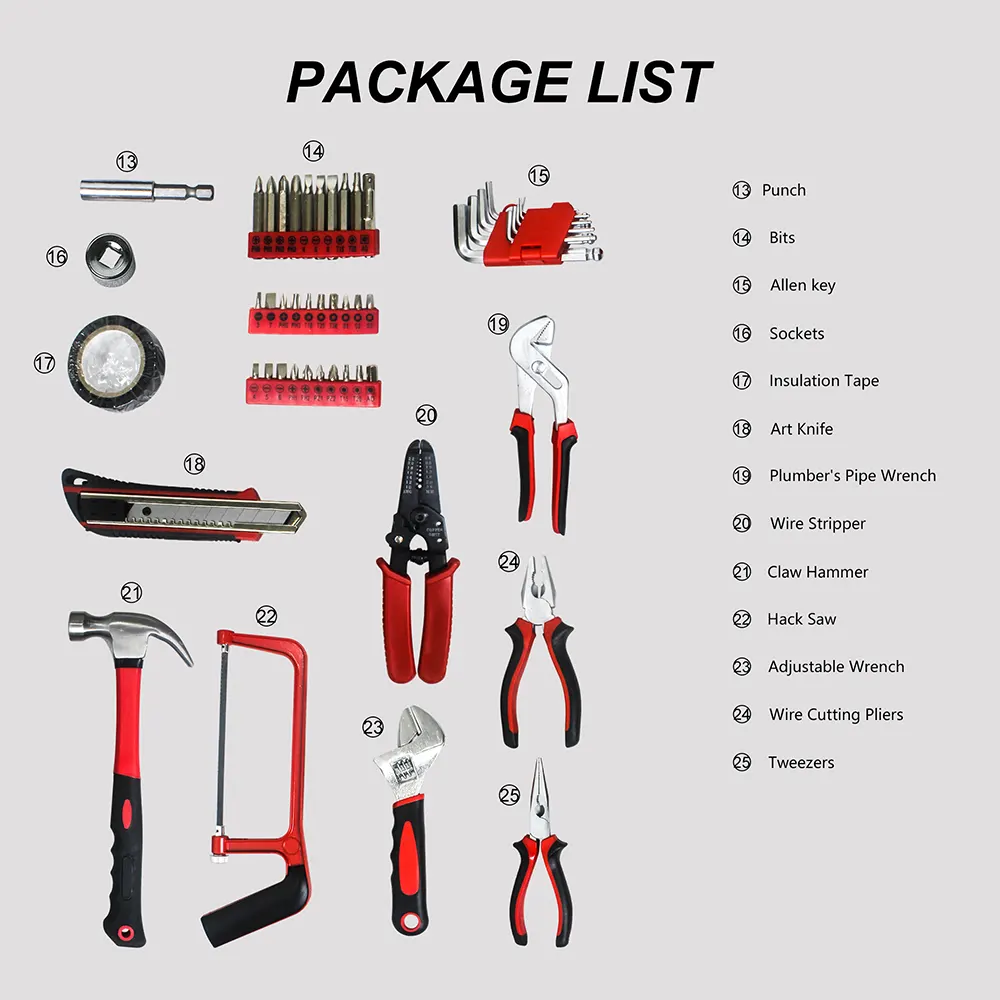 PACKAGE LIST
13
14
15
16
17
18
19
20
21
22
23
24
25
13 Punch
14 Bits
15 Allen key
16 Sockets
17 Insulation Tape
18 Art Knife
19 Plumber's Pipe Wrench
20 Wire Stripper
21 Claw Hammer
22 Hack Saw
23 Adjustable Wrench
24 Wire Cutting Pliers
25 Tweezers